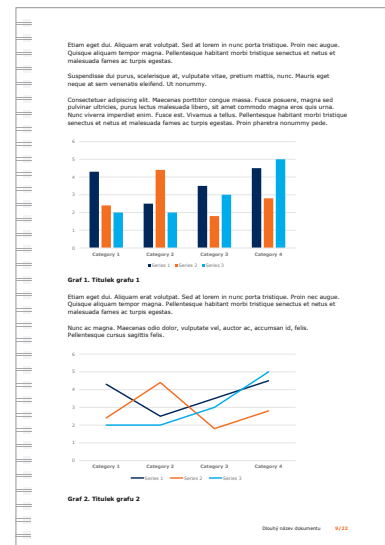 Etiam eget dui. Aliquam erat volutpat. Sed at lorem in nunc porta tristique. Proin nec augue.
Quisque aliquam tempor magna. Pellentesque habitant morbi tristique senectus et netus et
malesuada fames ac turpis egestas.
Suspendisse dui purus, scelerisque at, vulputate vitae, pretium mattis, nunc. Mauris eget
neque at sem venenatis eleifend. Ut nonummy.
Consectetuer adipiscing elit. Maecenas porttitor congue massa. Fusce posuere, magna sed
pulvinar ultricies, purus lectus malesuada libero, sit amet commodo magna eros quis urna.
Nunc viverra imperdiet enim. Fusce est. Vivamus a tellus. Pellentesque habitant morbi tristique
senectus et netus et malesuada fames ac turpis egestas. Proin pharetra nonummy pede.
6
5
4
3
2
1
0
Category 1 Category 2 Category 3 Category 4
Series 1 Series 2 Series 3
Graf 1. Titulek grafu 1
Etiam eget dui. Aliquam erat volutpat. Sed at lorem in nunc porta tristique. Proin nec augue.
Quisque aliquam tempor magna. Pellentesque habitant morbi tristique senectus et netus et
malesuada fames ac turpis egestas.
Nunc ac magna. Maecenas odio dolor, vulputate vel, auctor ac, accumsan id, felis.
Pellentesque cursus sagittis felis.
6
5
4
3
2
1
0
Category 1 Category 2 Category 3 Category 4
Series 1 Series 2 Series 3
Graf 2. Titulek grafu 2
Dlouhý název dokumentu 9/22